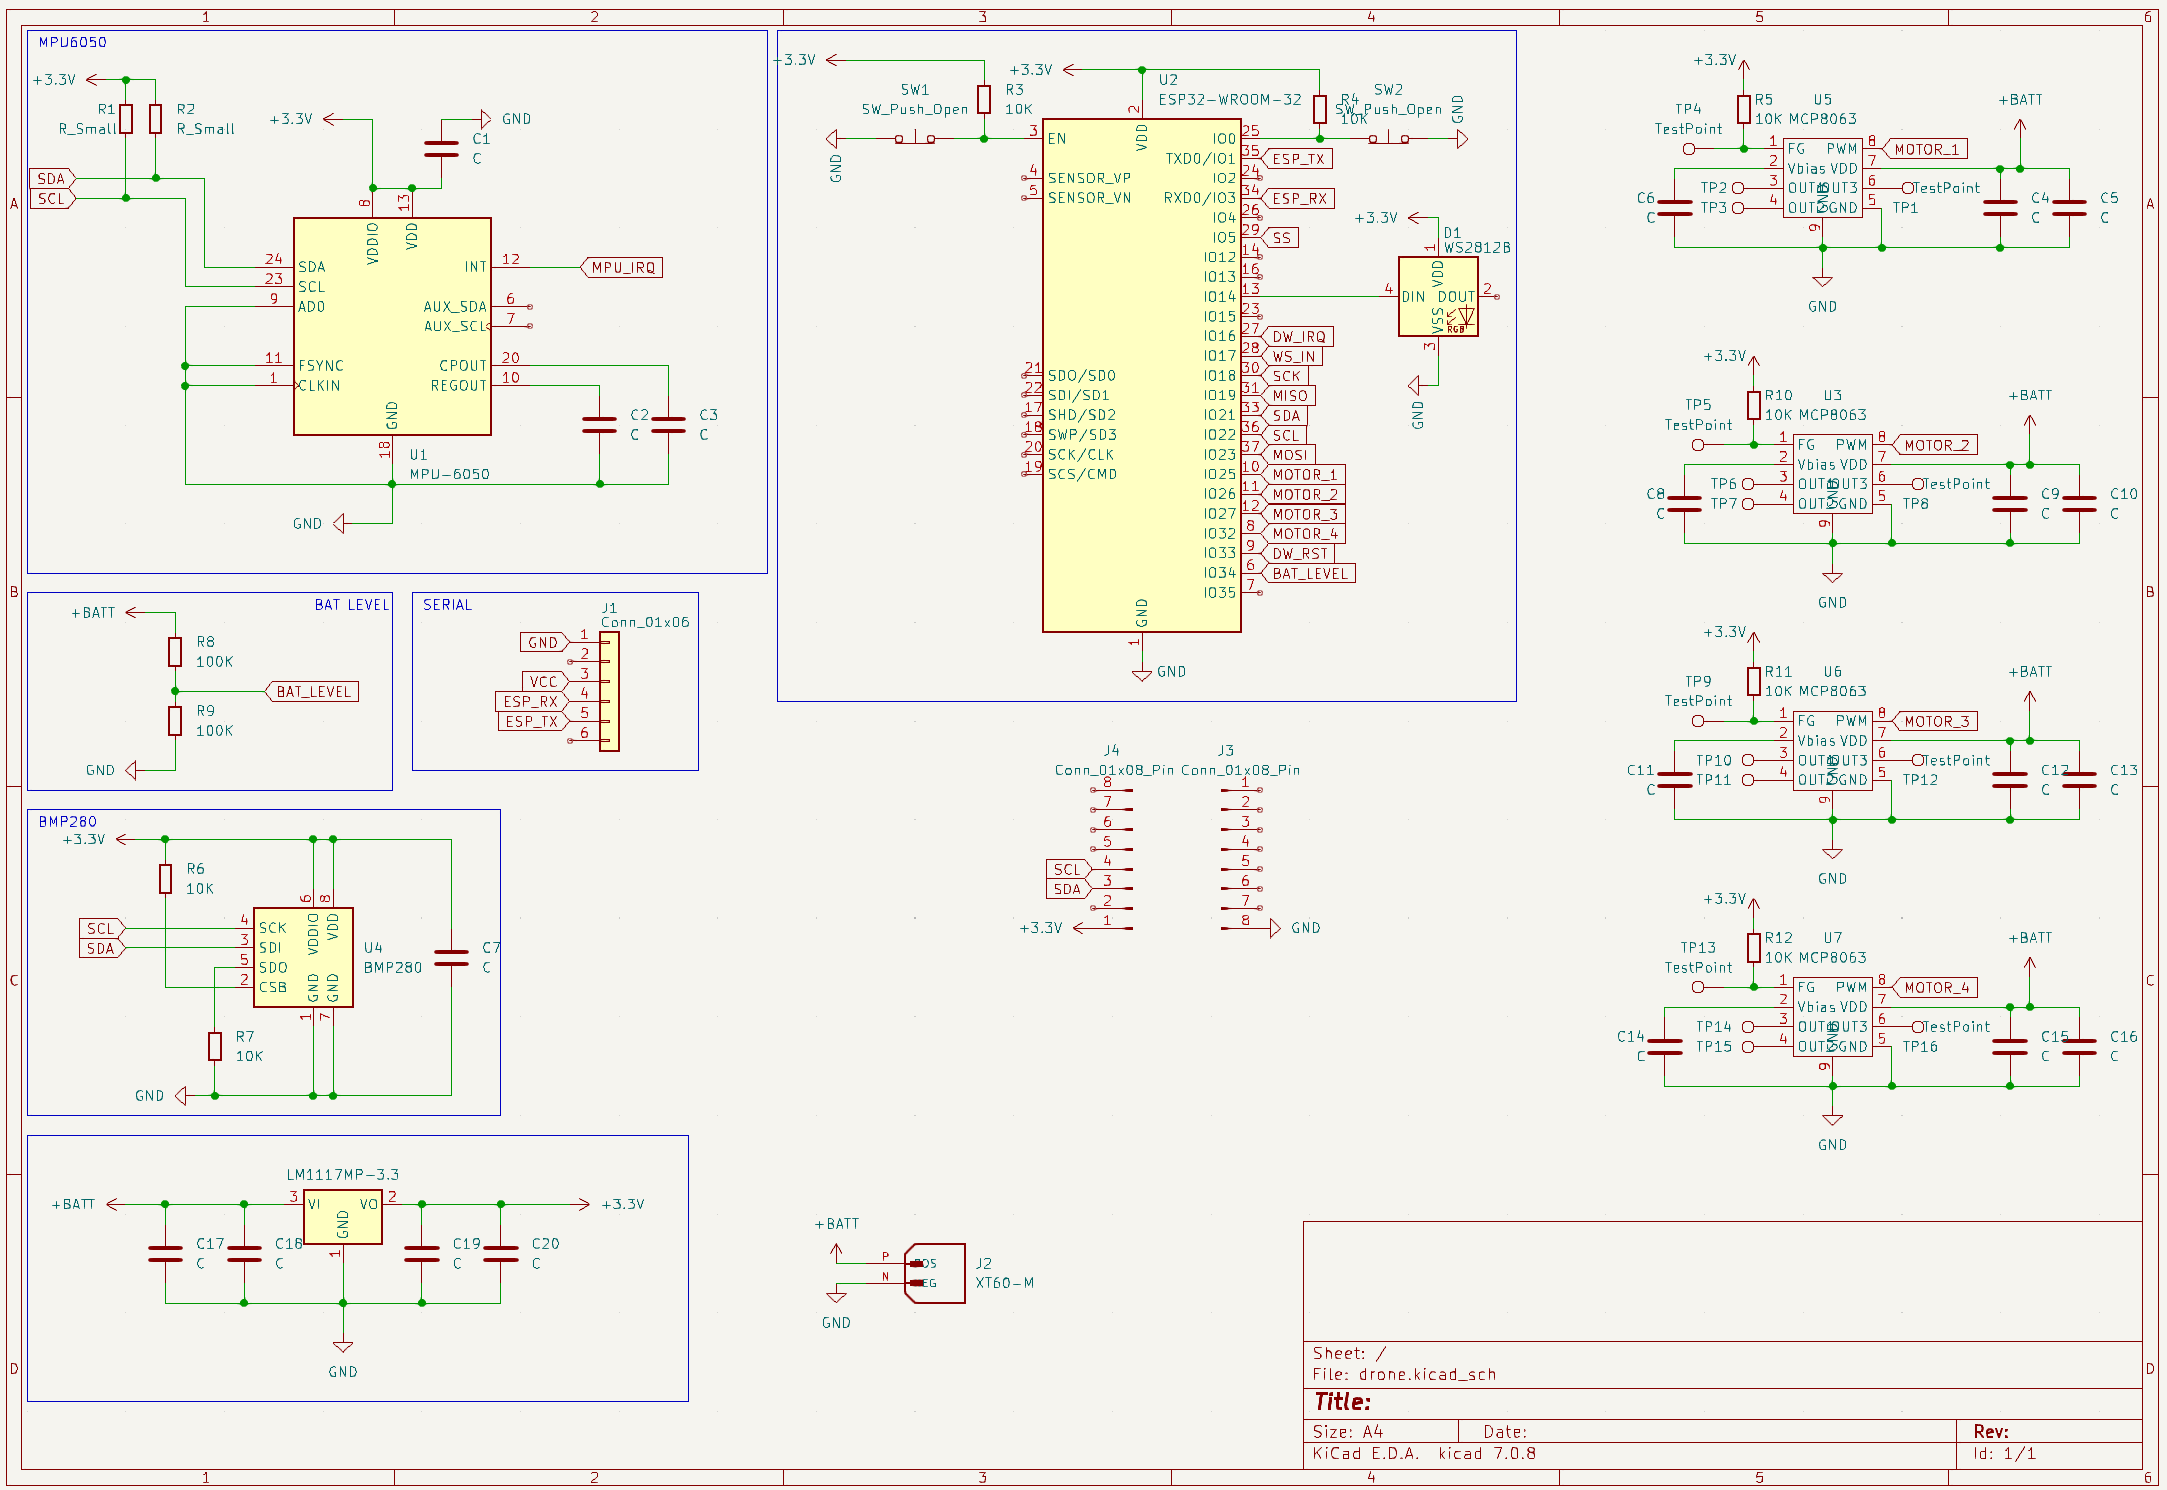 1 2 3 4 5 6
A
B
C
D
MPU6050
+3.3V
R1
R_Small
R2
R_Small
SDA
SCL
+3.3V
C1
C
GND
8
13
VDDIO
VDD
24 SDA
23 SCL
9 AD0
11 FSYNC
1 CLKIN
INT 12
MPU_IRQ
AUX_SDA 6
AUX_SCL 7
CPOUT 20
REGOUT 10
GND
18
U1
MPU-6050
C2
C
C3
C
GND
+3.3V
SW1
SW_Push_Open
GND
R3
10K
+3.3V
U2
ESP32-WROOM-32
R4
10K
SW2
SW_Push_Open
GND
2
VDD
3 EN
4 SENSOR_VP
5 SENSOR_VN
21 SDO/SD0
22 SDI/SD1
17 SHD/SD2
18 SWP/SD3
20 SCK/CLK
19 SCS/CMD
IO0 25
TXD0/IO1 35 ESP_TX
IO2 24
RXD0/IO3 34 ESP_RX
IO4 26
IO5 29 SS
IO12 14
IO13 16
IO14 13
IO15 23
IO16 27 DW_IRQ
IO17 28 WS_IN
IO18 30 SCK
IO19 31 MISO
IO21 33 SDA
IO22 36 SCL
IO23 37 MOSI
IO25 10 MOTOR_1
IO26 11 MOTOR_2
IO27 12 MOTOR_3
IO32 8 MOTOR_4
IO33 9 DW_RST
IO34 6 BAT_LEVEL
IO35 7
GND
1
GND
+3.3V
D1
WS2812B
1
VDD
4 DIN DOUT 2
VSS
RGB
3
GND
+3.3V
TP4
TestPoint
R5
10K
U5
MCP8063
+BATT
1 FG PWM 8 MOTOR_1
2 Vbias VDD 7
TP2 3 OUT1 OUT3 6 TestPoint
TP3 4 OUT2 GND 5 TP1
GND
9
C6
C
C4
C
C5
C
GND
+3.3V
TP5
TestPoint
R10
10K
U3
MCP8063
+BATT
1 FG PWM 8 MOTOR_2
2 Vbias VDD 7
TP6 3 OUT1 OUT3 6 TestPoint
TP7 4 OUT2 GND 5 TP8
GND
9
C8
C
C9
C
C10
C
GND
+3.3V
TP9
TestPoint
R11
10K
U6
MCP8063
+BATT
1 FG PWM 8 MOTOR_3
2 Vbias VDD 7
TP10 3 OUT1 OUT3 6 TestPoint
TP11 4 OUT2 GND 5 TP12
GND
9
C11
C
C12
C
C13
C
GND
+3.3V
TP13
TestPoint
R12
10K
U7
MCP8063
+BATT
1 FG PWM 8 MOTOR_4
2 Vbias VDD 7
TP14 3 OUT1 OUT3 6 TestPoint
TP15 4 OUT2 GND 5 TP16
GND
9
C14
C
C15
C
C16
C
GND
BAT LEVEL
+BATT
R8
100K
BAT_LEVEL
R9
100K
GND
SERIAL
J1
Conn_01x06
GND 1
2
VCC 3
ESP_RX 4
ESP_TX 5
6
J4
Conn_01x08_Pin
8
7
6
5
SCL 4
SDA 3
2
+3.3V 1
J3
Conn_01x08_Pin
1
2
3
4
5
6
7
8 GND
BMP280
+3.3V
R6
10K
6
8
VDDIO
VDD
SCL 4 SCK
SDA 3 SDI
5 SDO
2 CSB
GND
GND
1
7
U4
BMP280
C7
C
R7
10K
GND
LM1117MP-3.3
+BATT
3 VI VO 2
GND
1
+3.3V
C17
C
C18
C
C19
C
C20
C
GND
+BATT
P POS
N NEG
J2
XT60-M
GND
Sheet: /
File: drone.kicad_sch
Title:
Size: A4 Date: Rev:
KiCad E.D.A. kicad 7.0.8 Id: 1/1
A
B
C
D
1 2 3 4 5 6